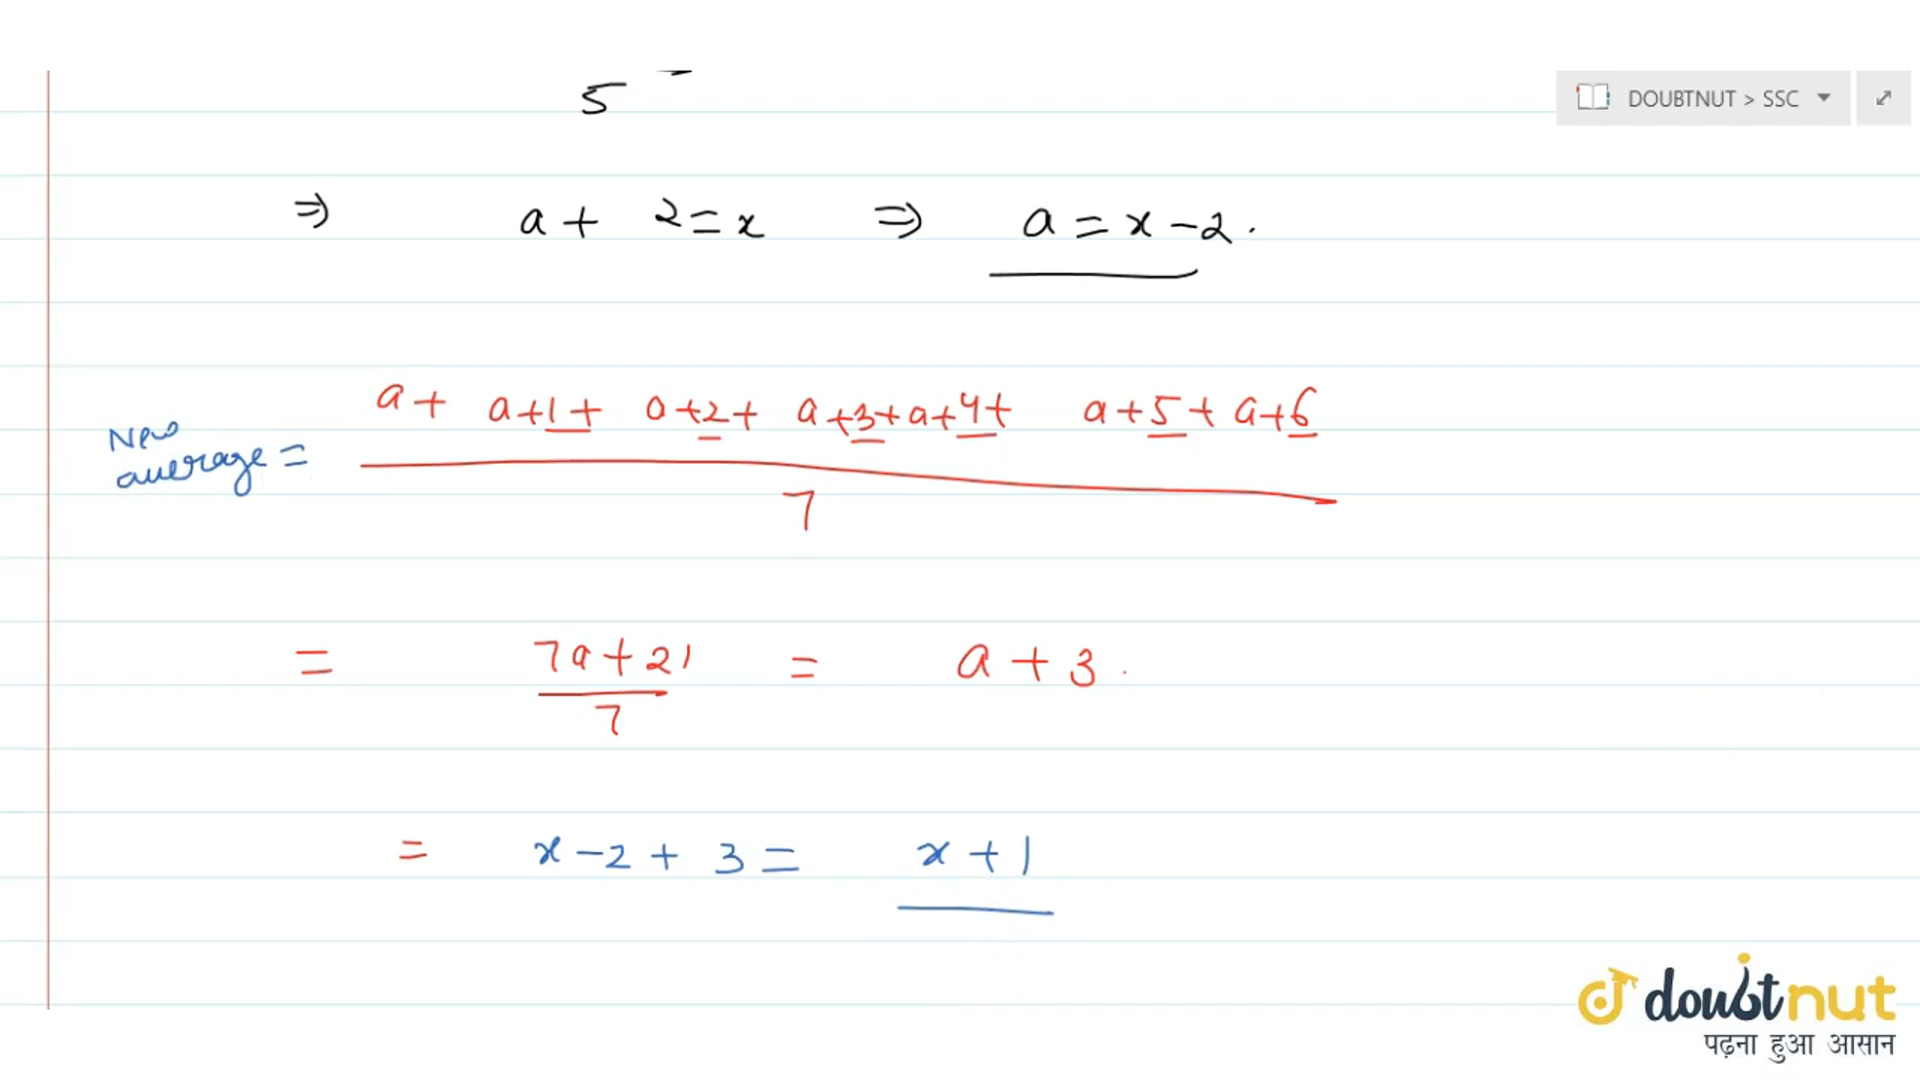 DOUBTNUT > SSC
5
⇒ a + 2 = x ⇒ a = x - 2 .
New
average =
a + a+1 + a+2 + a+3 + a+4 + a+5 + a+6
7
= 7a + 21 = a + 3 .
7
= x - 2 + 3 = x + 1
doubtnut
पढ़ना हुआ आसान